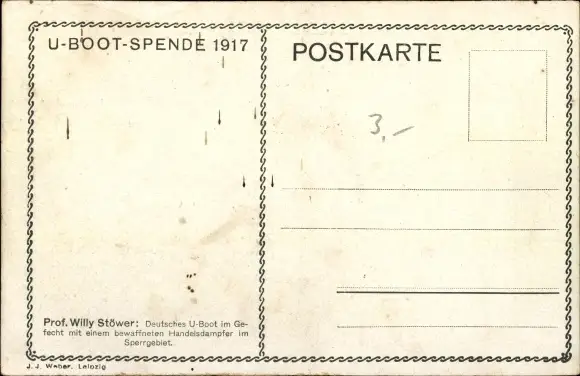 U-BOOT-SPENDE 1917
POSTKARTE
3,-
Prof. Willy Stöwer: Deutsches U-Boot im Ge-
fecht mit einem bewaffneten Handelsdampfer im
Sperrgebiet.
J. J. Weber, Leipzig